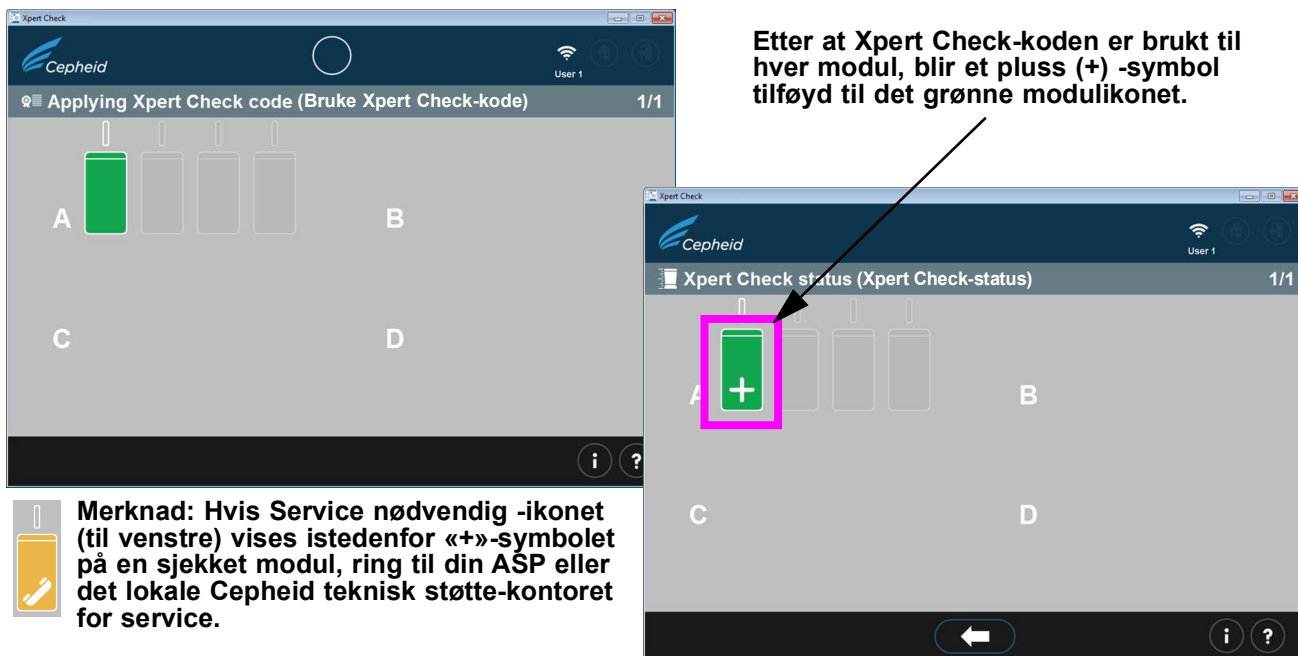 Xpert Check
Cepheid
User 1
Applying Xpert Check code (Bruke Xpert Check-kode)
1/1
A
B
C
D
i
?
Etter at Xpert Check-koden er brukt til
hver modul, blir et pluss (+) -symbol
tilføyd til det grønne modulikonet.
Xpert Check
Cepheid
User 1
Xpert Check status (Xpert Check-status)
1/1
A
B
C
D
i
?
Merknad: Hvis Service nødvendig -ikonet
(til venstre) vises istedenfor «+»-symbolet
på en sjekket modul, ring til din ASP eller
det lokale Cepheid teknisk støtte-kontoret
for service.